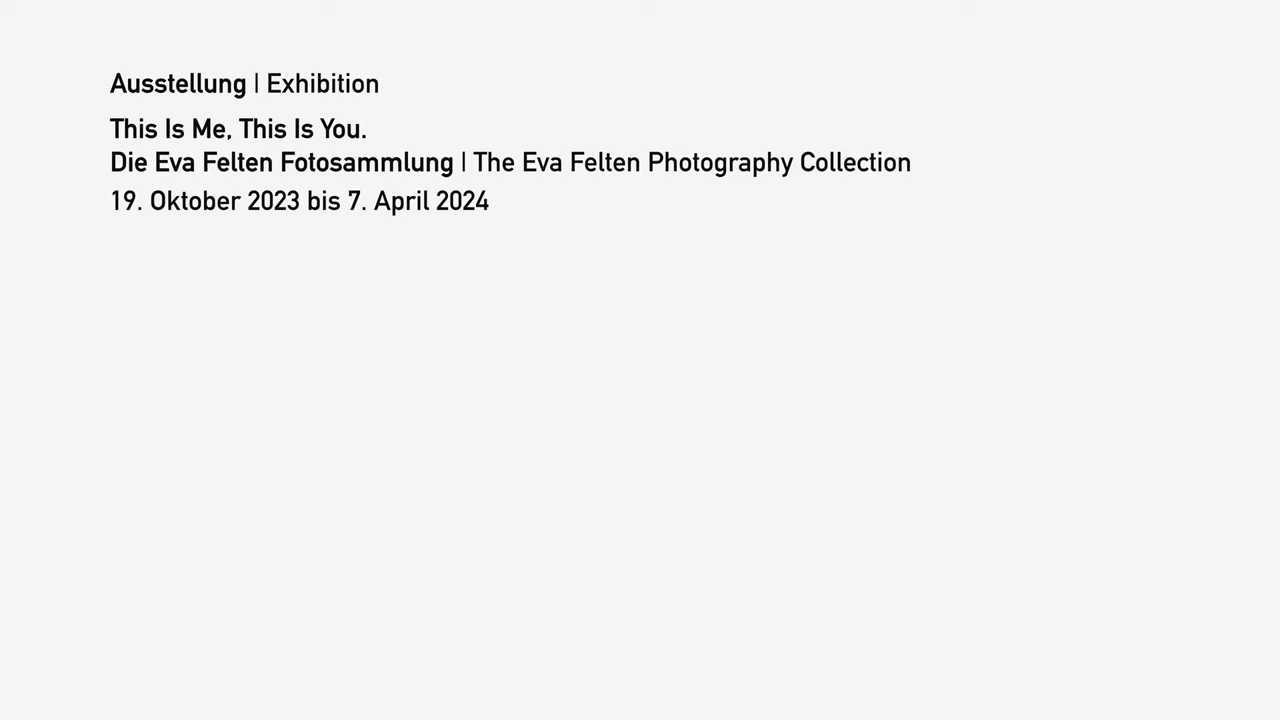 Ausstellung | Exhibition
This Is Me, This Is You.
Die Eva Felten Fotosammlung | The Eva Felten Photography Collection
19. Oktober 2023 bis 7. April 2024